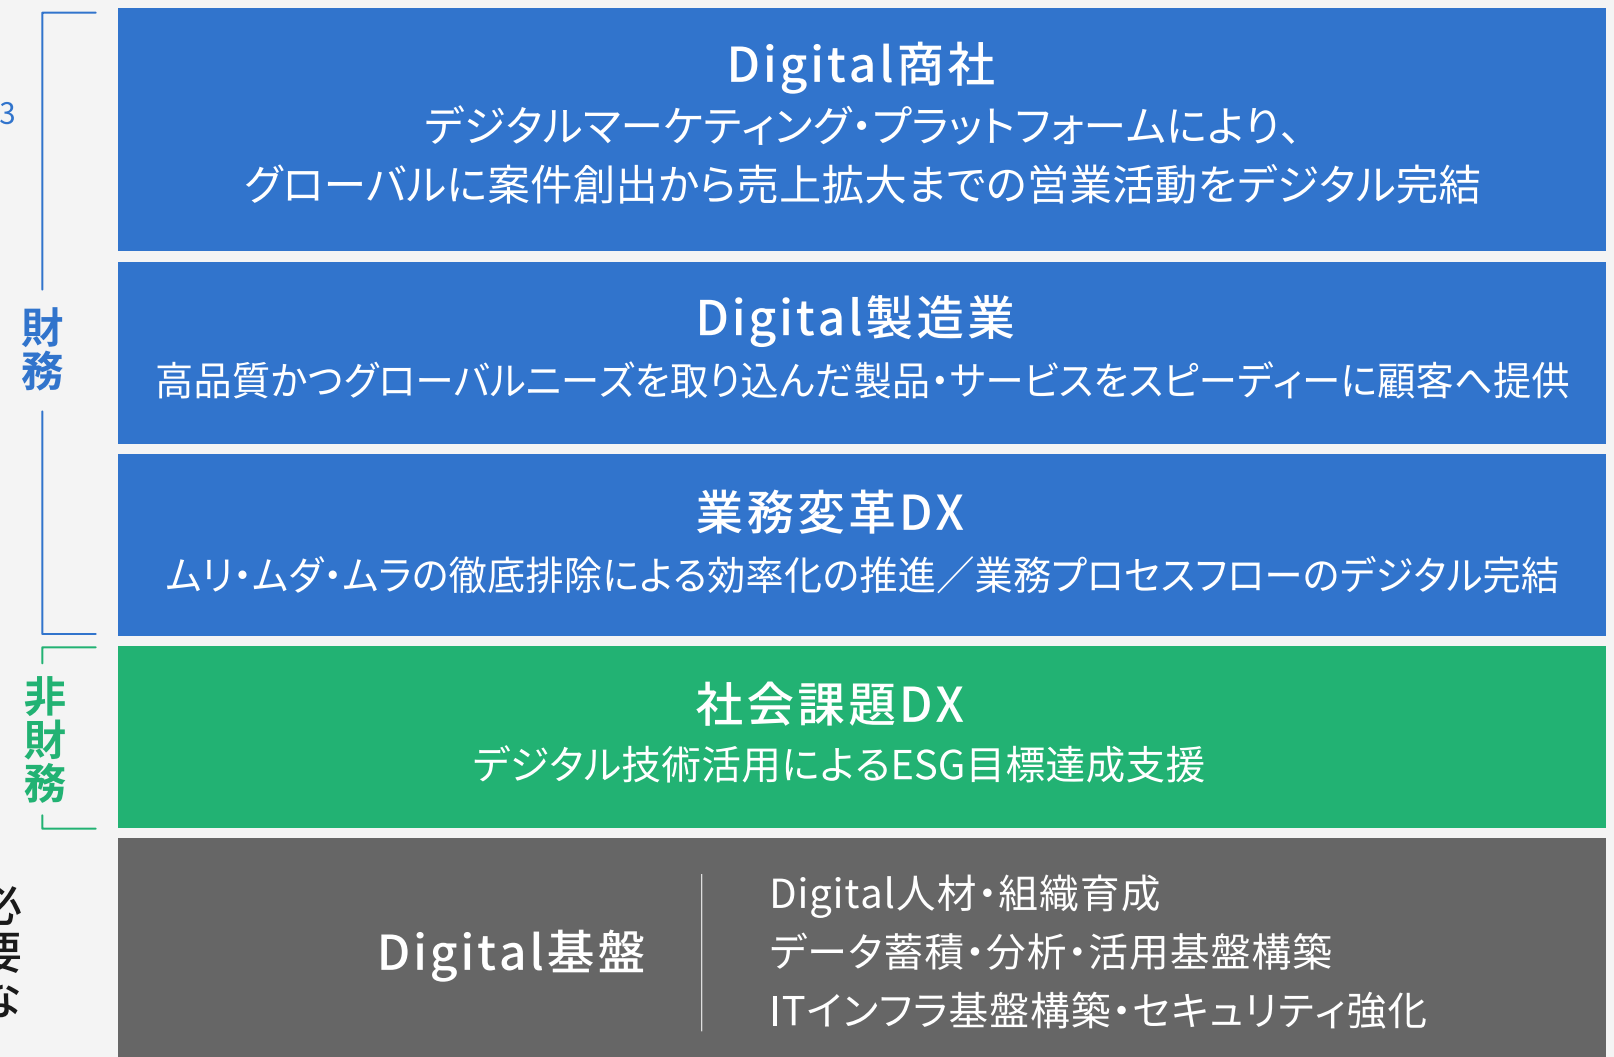 3
財務
Digital商社
デジタルマーケティング・プラットフォームにより、
グローバルに案件創出から売上拡大までの営業活動をデジタル完結
Digital製造業
高品質かつグローバルニーズを取り込んだ製品・サービスをスピーディーに顧客へ提供
業務変革DX
ムリ・ムダ・ムラの徹底排除による効率化の推進／業務プロセスフローのデジタル完結
非財務
社会課題DX
デジタル技術活用によるESG目標達成支援
必要な
Digital基盤
Digital人材・組織育成
データ蓄積・分析・活用基盤構築
ITインフラ基盤構築・セキュリティ強化